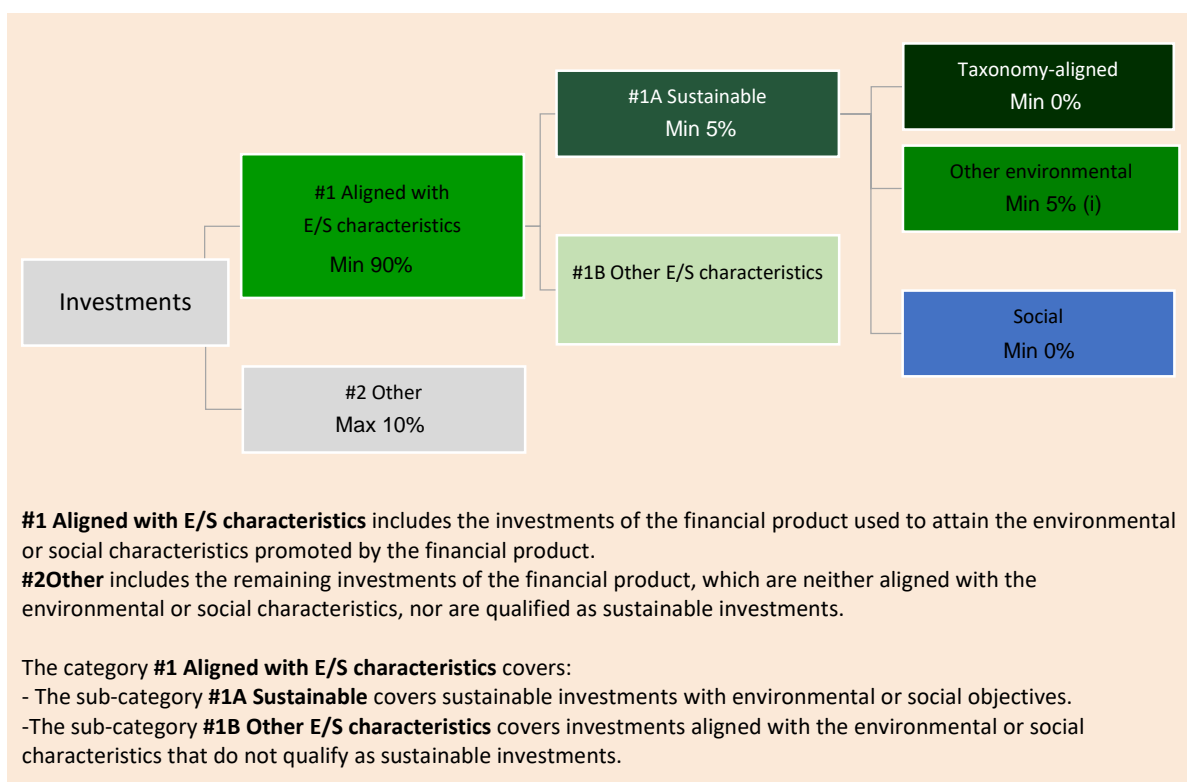 Investments
#1 Aligned with
E/S characteristics
Min 90%
#2 Other
Max 10%
#1A Sustainable
Min 5%
#1B Other E/S characteristics
Taxonomy-aligned
Min 0%
Other environmental
Min 5% (i)
Social
Min 0%
#1 Aligned with E/S characteristics includes the investments of the financial product used to attain the environmental
or social characteristics promoted by the financial product.
#2Other includes the remaining investments of the financial product, which are neither aligned with the
environmental or social characteristics, nor are qualified as sustainable investments.
The category #1 Aligned with E/S characteristics covers:
- The sub-category #1A Sustainable covers sustainable investments with environmental or social objectives.
-The sub-category #1B Other E/S characteristics covers investments aligned with the environmental or social
characteristics that do not qualify as sustainable investments.